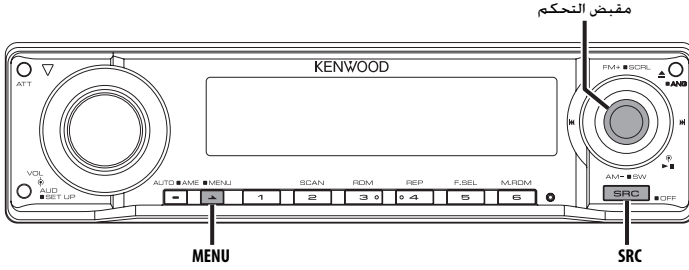 مقبض التحكم
KENWOOD
FM+ ■SCRL
ATT
■ANG
VOL
AUD
■SET UP
AUTO ■AME ■MENU SCAN RDM REP F.SEL M.RDM
1 2 3 4 5 6
AM- ■SW
SRC ■OFF
MENU
SRC